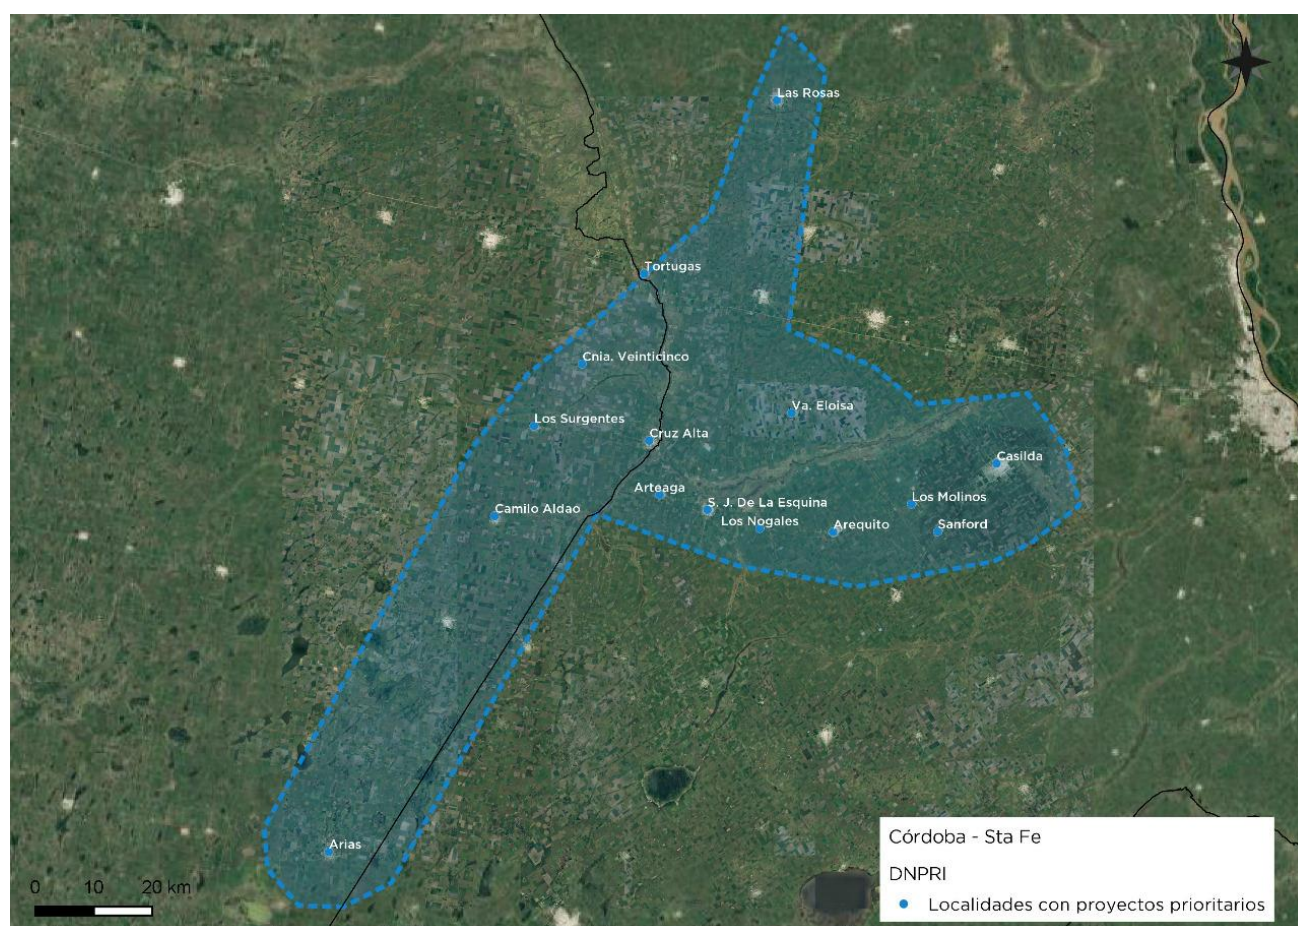 Las Rosas
Tortugas
Cnia. Veinticinco
Va. Eloisa
Los Surgentes
Cruz Alta
Casilda
Arteaga
Los Molinos
S. J. De La Esquina
Camilo Aldao
Los Nogales
Arequito
Sanford
Arias
0 10 20 km
Córdoba - Sta Fe
DNPRI
Localidades con proyectos prioritarios